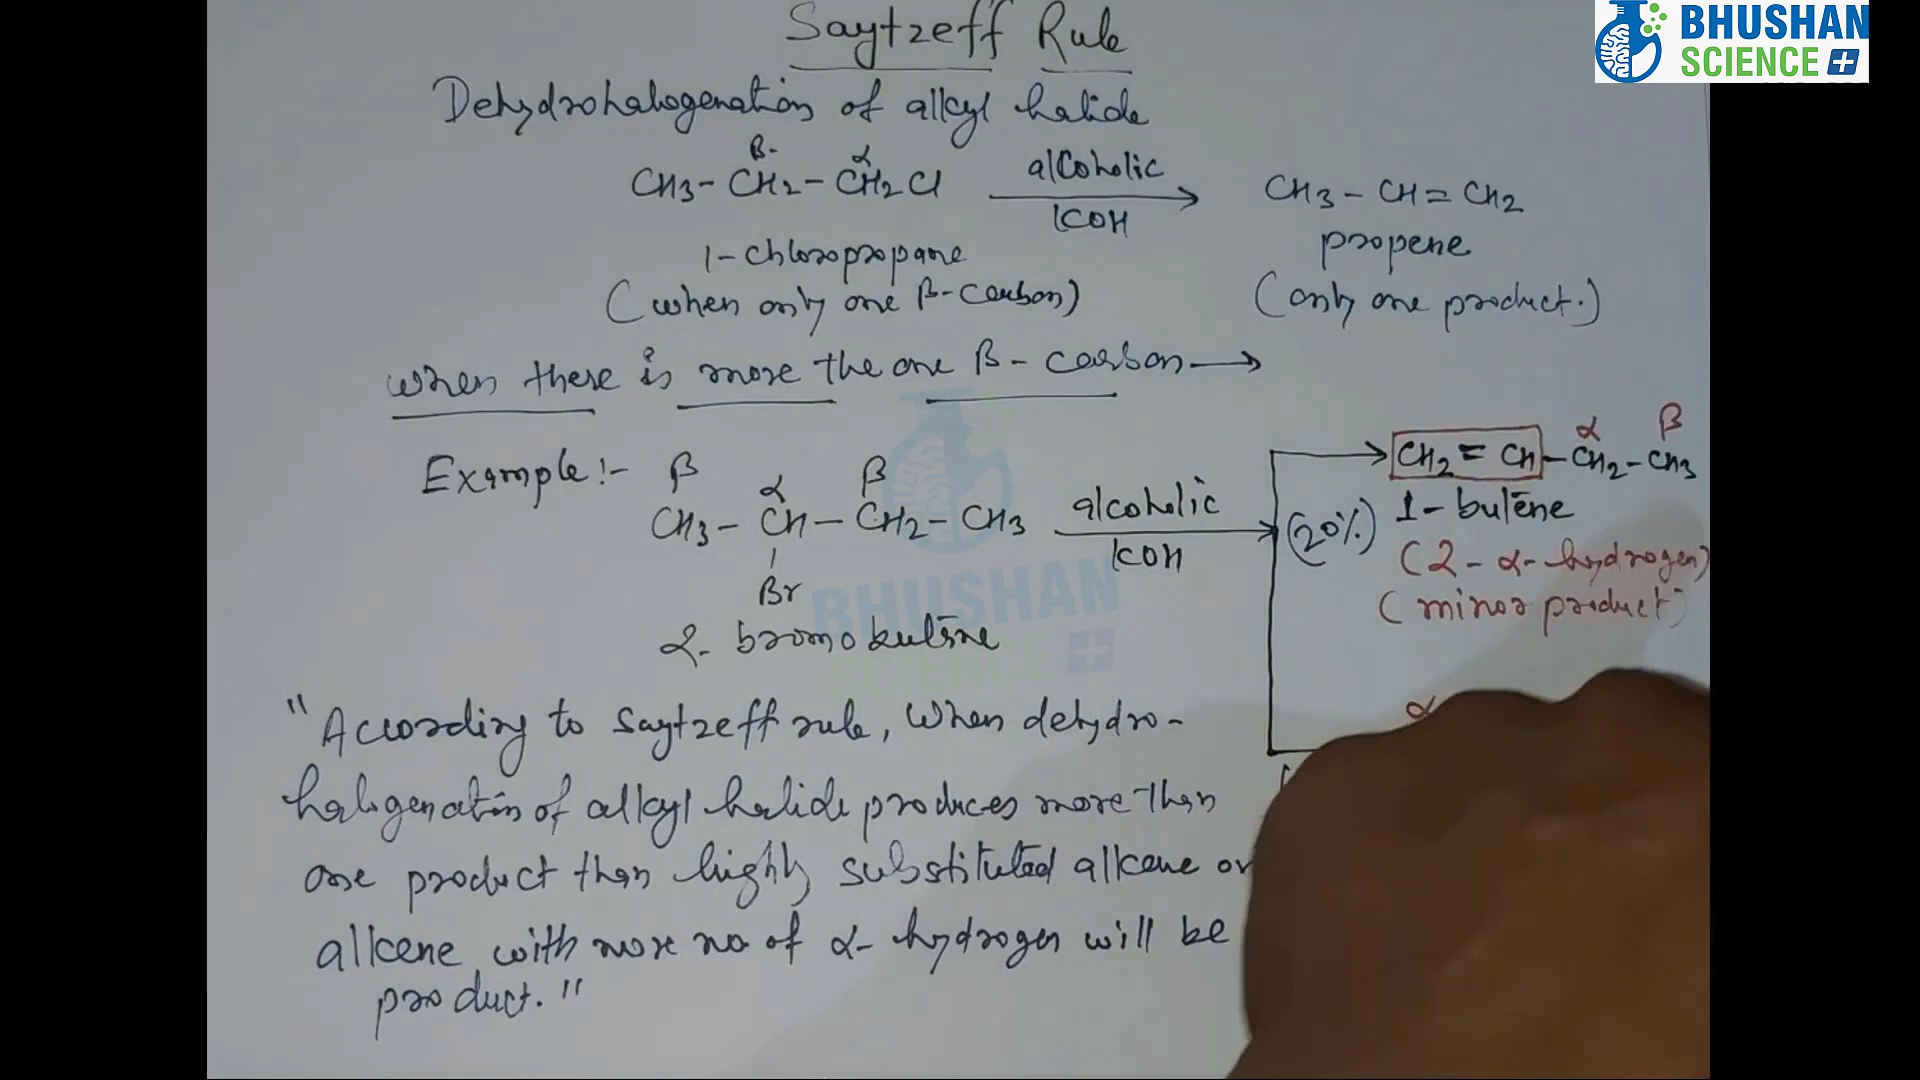 Saytzeff Rule
BHUSHAN
SCIENCE +
Dehydrohalogenation of alkyl halide
β- α
CH3- CH2- CH2Cl alcoholic KOH CH3- CH=CH2
1-chloropropane propene
(when only one β-carbon) (only one product.)
when there is more the one β-carbon→
Example:- β α β
CH3- CH- CH2- CH3 alcoholic KOH
Br
2-bromobutene
α β
CH2=CH-CH2-CH3
(20%) 1-butene
(2-α-hydrogen)
(minor product)
α
"According to Saytzeff rule, When dehydro-
halogenation of alkyl halide produces more than
one product then highly substituted alkene or
alkene with more no of α-hydrogen will be
product."
BHUSHAN
SCIENCE +